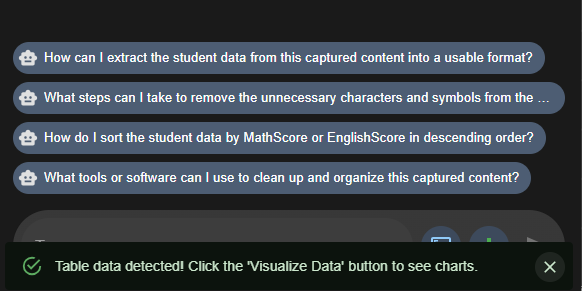 How can I extract the student data from this captured content into a usable format?
What steps can I take to remove the unnecessary characters and symbols from the ...
How do I sort the student data by MathScore or EnglishScore in descending order?
What tools or software can I use to clean up and organize this captured content?
Table data detected! Click the 'Visualize Data' button to see charts.